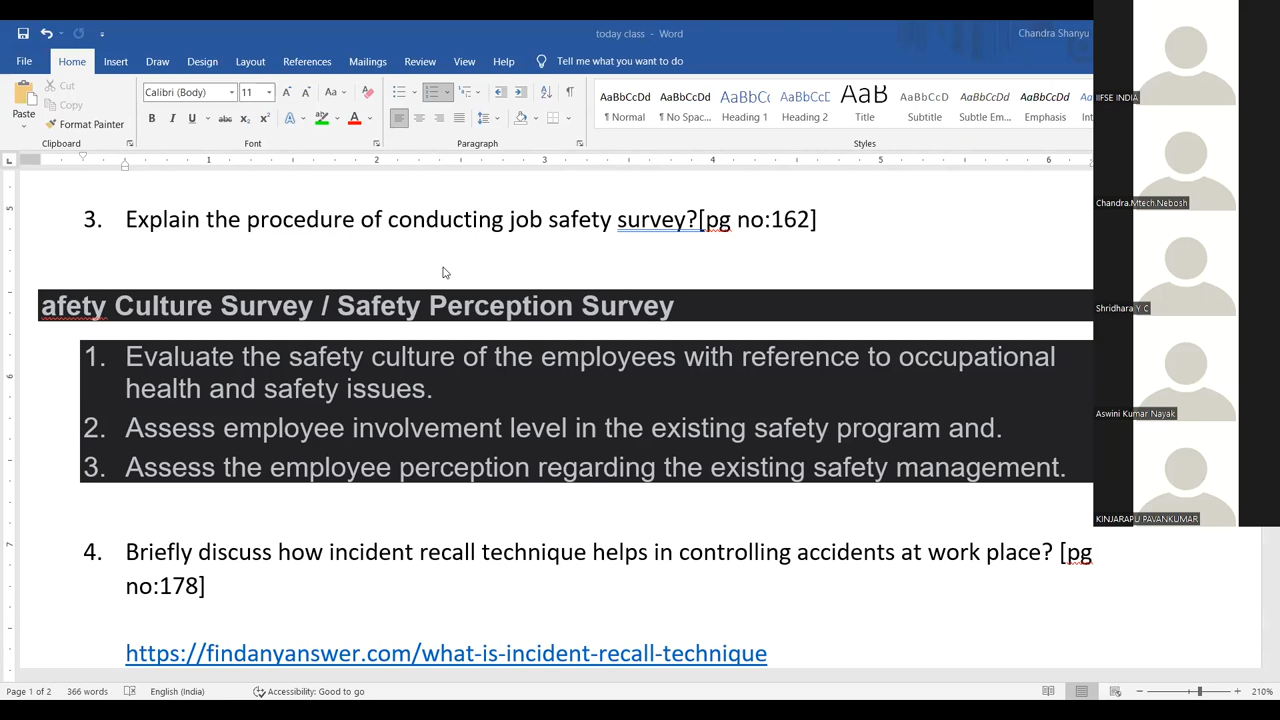 today class - Word
Chandra Shanyu
File Home Insert Draw Design Layout References Mailings Review View Help Tell me what you want to do
Paste
Cut
Copy
Format Painter
Calibri (Body) 11
Clipboard Font Paragraph Styles
AaBbCcDd AaBbCcDd AaBbCc AaBbCcD AaB AaBbCcDd AaBbCcDd AaBbCcDd
¶ Normal ¶ No Spac... Heading 1 Heading 2 Title Subtitle Subtle Em... Emphasis
3. Explain the procedure of conducting job safety survey?[pg no:162]
afety Culture Survey / Safety Perception Survey
1. Evaluate the safety culture of the employees with reference to occupational
health and safety issues.
2. Assess employee involvement level in the existing safety program and.
3. Assess the employee perception regarding the existing safety management.
4. Briefly discuss how incident recall technique helps in controlling accidents at work place? [pg
no:178]
https://findanyanswer.com/what-is-incident-recall-technique
IIFSE INDIA
Chandra.Mtech.Nebosh
Shridhara Y C
Aswini Kumar Nayak
KINJARAPU PAVANKUMAR
Page 1 of 2 366 words English (India) Accessibility: Good to go 210%